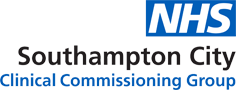 NHS
Southampton City
Clinical Commissioning Group